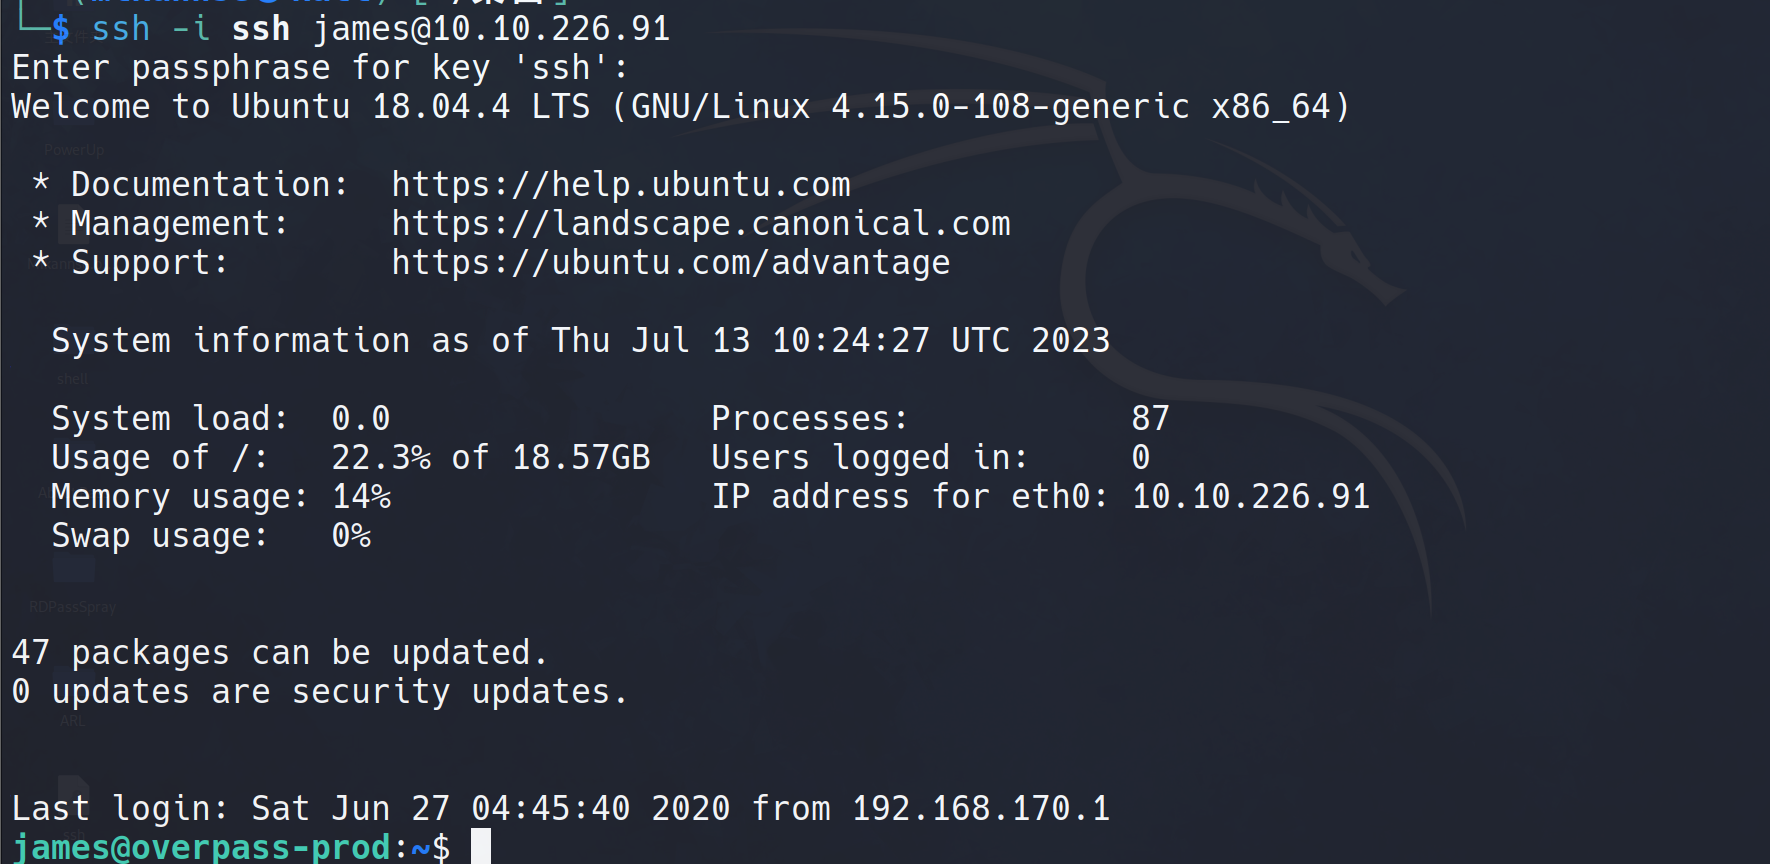 └─$ ssh -i ssh james@10.10.226.91
Enter passphrase for key 'ssh':
Welcome to Ubuntu 18.04.4 LTS (GNU/Linux 4.15.0-108-generic x86_64)
PowerUp
* Documentation:  https://help.ubuntu.com
* Management:     https://landscape.canonical.com
* Support:        https://ubuntu.com/advantage
System information as of Thu Jul 13 10:24:27 UTC 2023
shell
System load:  0.0                Processes:           87
Usage of /:   22.3% of 18.57GB   Users logged in:     0
Memory usage: 14%                IP address for eth0: 10.10.226.91
Swap usage:   0%
RDPassSpray
47 packages can be updated.
0 updates are security updates.
ARL
Last login: Sat Jun 27 04:45:40 2020 from 192.168.170.1
ssh
james@overpass-prod:~$